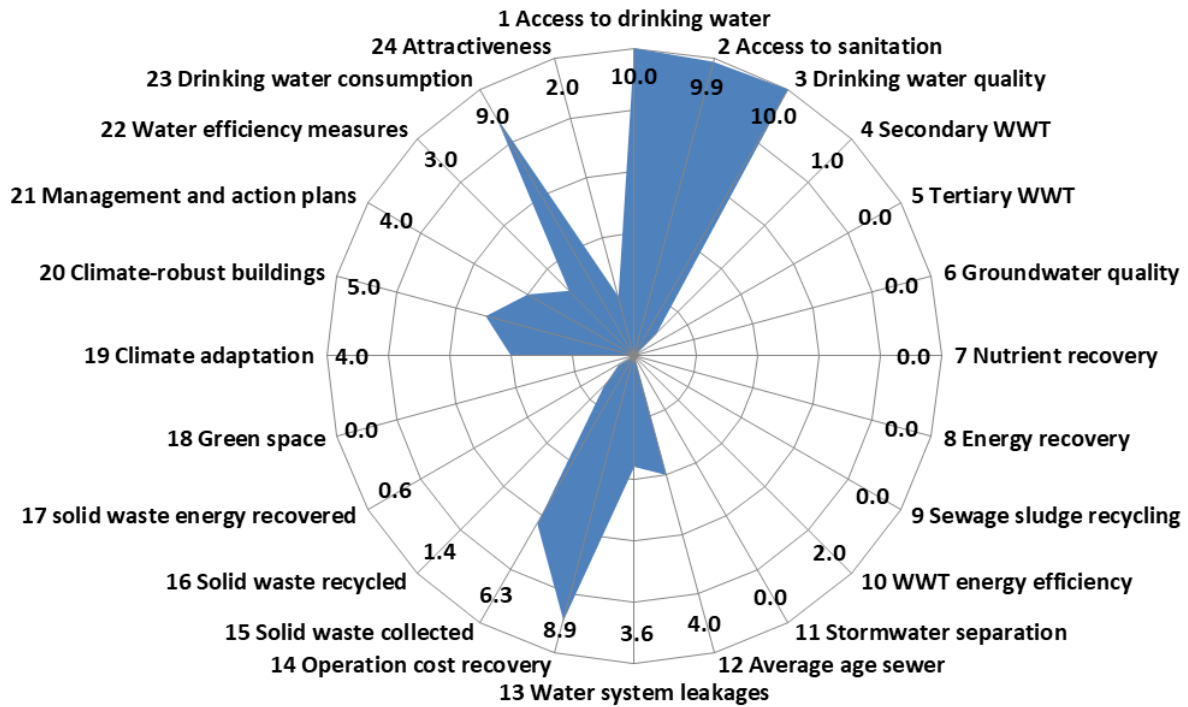 1 Access to drinking water
10.0
2 Access to sanitation
9.9
3 Drinking water quality
10.0
4 Secondary WWT
1.0
5 Tertiary WWT
0.0
6 Groundwater quality
0.0
7 Nutrient recovery
0.0
8 Energy recovery
0.0
9 Sewage sludge recycling
0.0
10 WWT energy efficiency
2.0
11 Stormwater separation
0.0
12 Average age sewer
4.0
13 Water system leakages
3.6
14 Operation cost recovery
8.9
15 Solid waste collected
6.3
16 Solid waste recycled
1.4
17 solid waste energy recovered
0.6
18 Green space
0.0
19 Climate adaptation
4.0
20 Climate-robust buildings
5.0
21 Management and action plans
4.0
22 Water efficiency measures
3.0
23 Drinking water consumption
9.0
24 Attractiveness
2.0